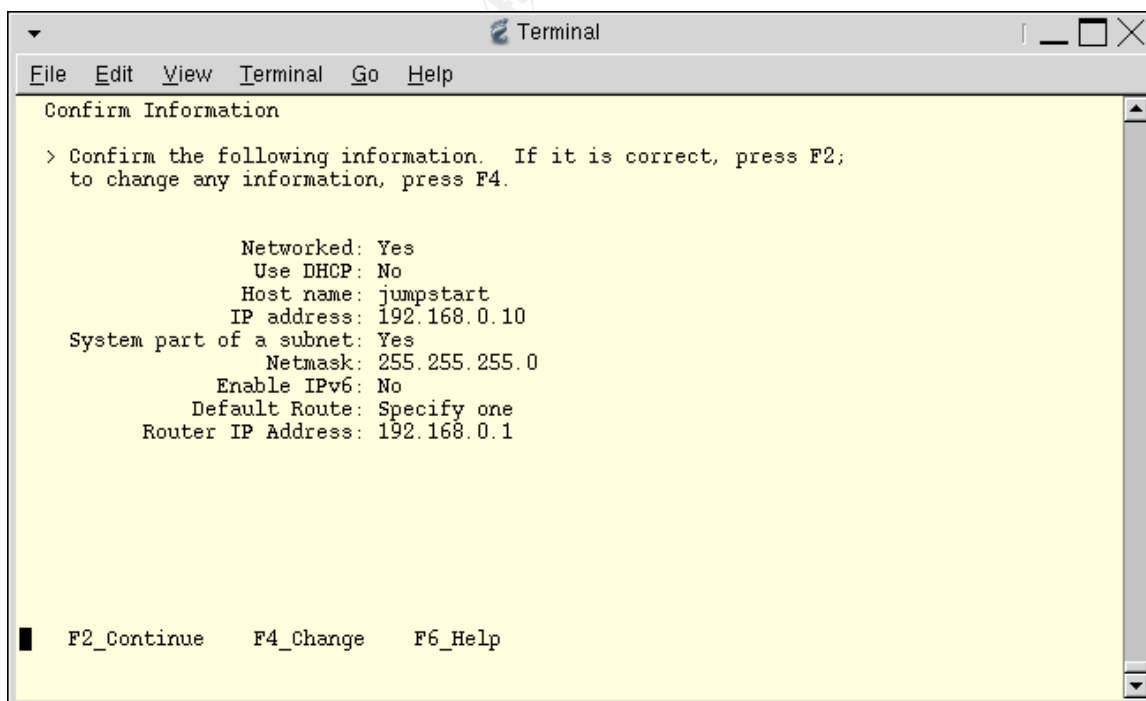 Terminal
File Edit View Terminal Go Help
Confirm Information
> Confirm the following information. If it is correct, press F2;
to change any information, press F4.
Networked: Yes
Use DHCP: No
Host name: jumpstart
IP address: 192.168.0.10
System part of a subnet: Yes
Netmask: 255.255.255.0
Enable IPv6: No
Default Route: Specify one
Router IP Address: 192.168.0.1
F2_Continue F4_Change F6_Help